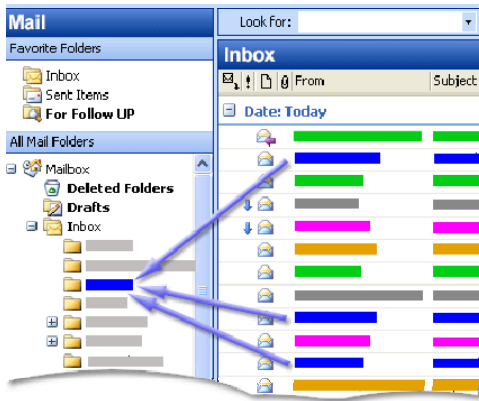 Mail
Favorite Folders
Inbox
Sent Items
For Follow UP
All Mail Folders
Mailbox
Deleted Folders
Drafts
Inbox
Look for:
Inbox
From
Subject
Date: Today